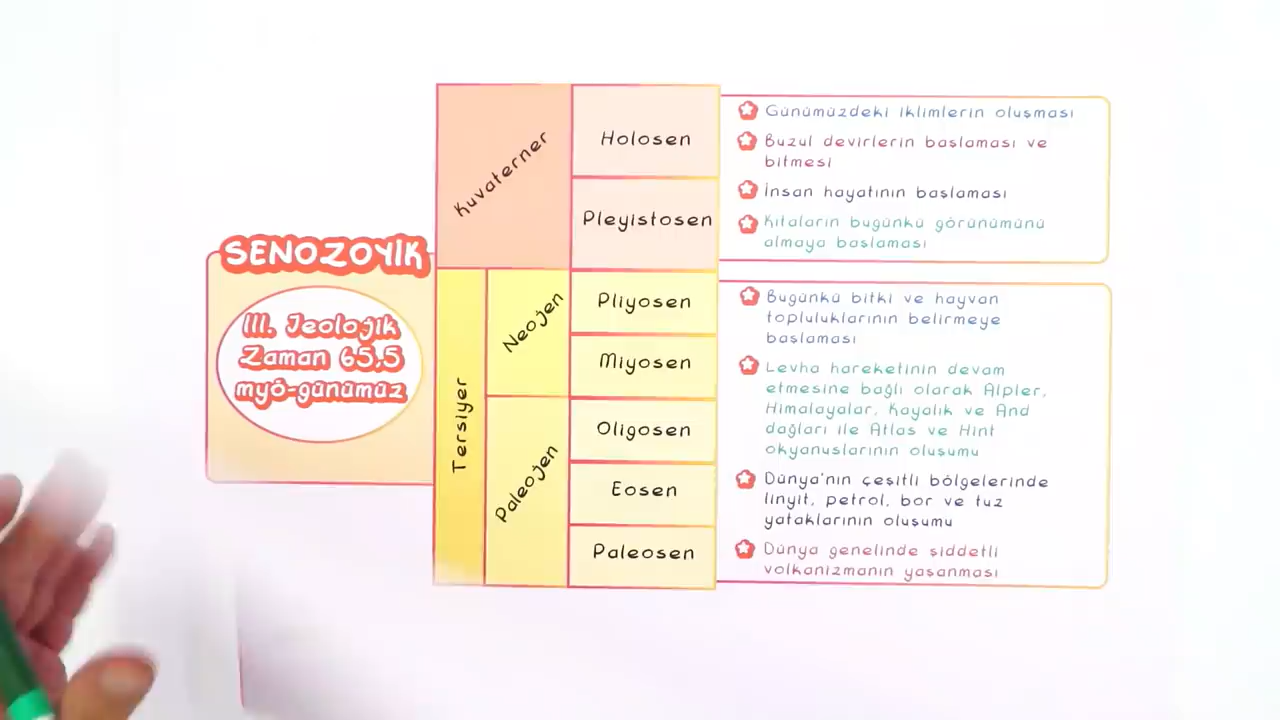 SENOZOYİK
III. Jeolojik
Zaman 65,5
myö-günümüz
Kuvaterner
Holosen
Pleyistosen
Günümüzdeki iklimlerin oluşması
Buzul devirlerin başlaması ve
bitmesi
İnsan hayatının başlaması
Kıtaların bugünkü görünümünü
almaya başlaması
Tersiyer
Neojen
Paleojen
Pliyosen
Miyosen
Oligosen
Eosen
Paleosen
Bugünkü bitki ve hayvan
topluluklarının belirmeye
başlaması
Levha hareketinin devam
etmesine bağlı olarak Alpler,
Himalayalar, Kayalık ve And
dağları ile Atlas ve Hint
okyanuslarının oluşumu
Dünya'nın çeşitli bölgelerinde
linyit, petrol, bor ve tuz
yataklarının oluşumu
Dünya genelinde şiddetli
volkanizmanın yaşanması